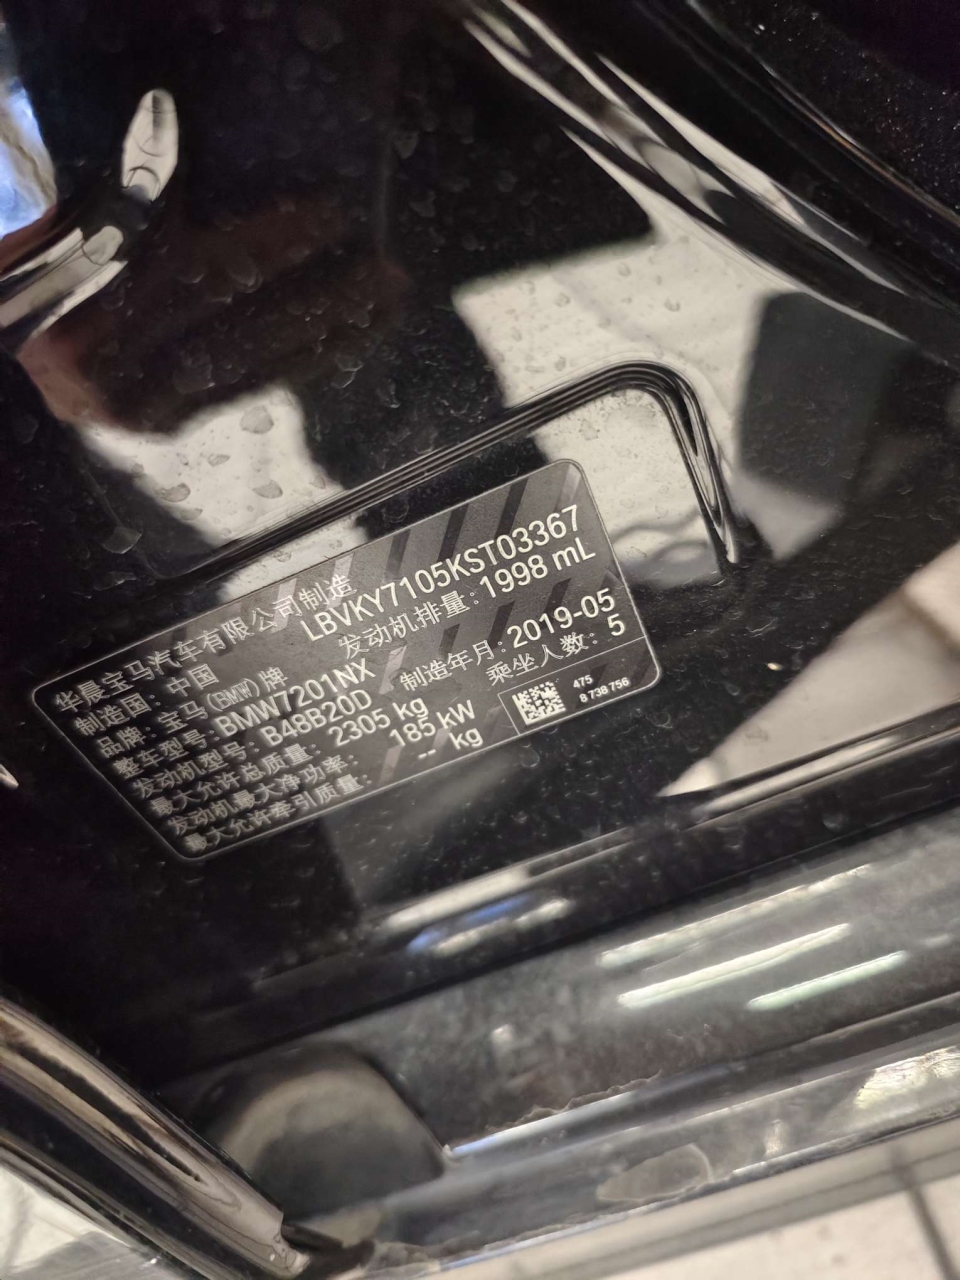 华晨宝马汽车有限公司制造
制造国：中国 LBVKY7105KST03367
品牌：宝马(BMW)牌 发动机排量：1998 mL
整车型号：BMW7201NX
发动机型号：B48B20D 制造年月：2019-05
最大允许总质量：2305 kg 乘坐人数：5
发动机最大净功率：185 kW
最大允许牵引质量：-- kg
475
8 738 756